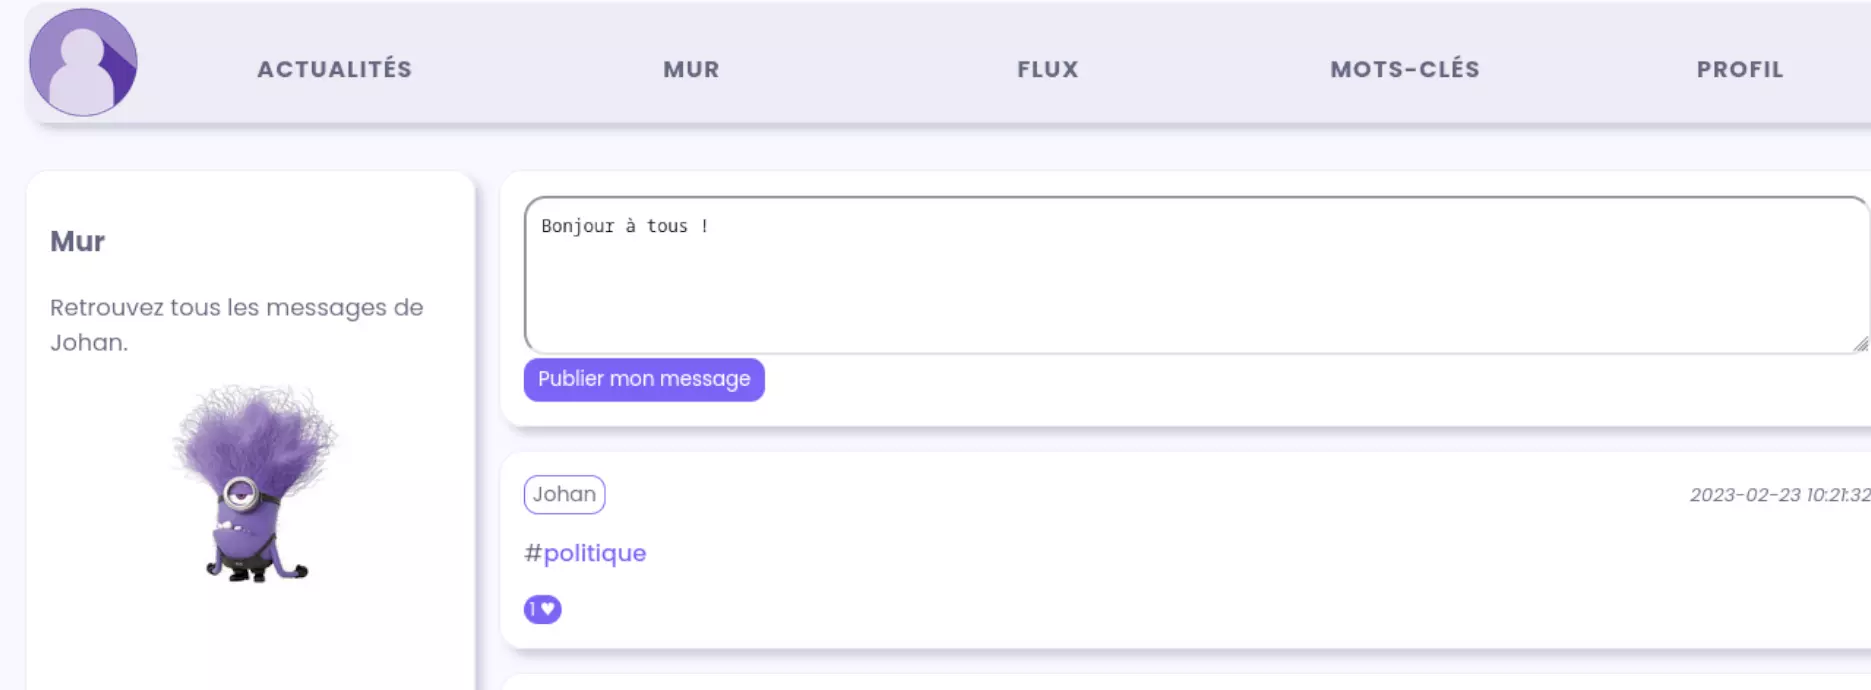 ACTUALITÉS MUR FLUX MOTS-CLÉS PROFIL
Mur
Retrouvez tous les messages de
Johan.
Bonjour à tous !
Publier mon message
Johan 2023-02-23 10:21:32
#politique
1 ♥